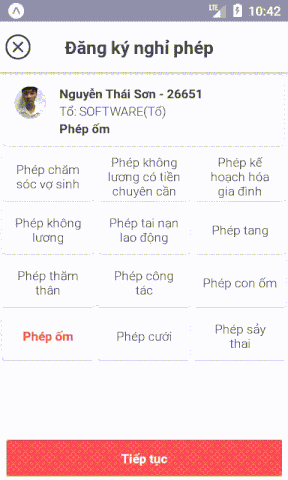 LTE 10:42
Đăng ký nghỉ phép
Nguyễn Thái Sơn - 26651
Tổ: SOFTWARE(Tổ)
Phép ốm
Phép chăm
sóc vợ sinh
Phép không
lương có tiền
chuyên cần
Phép kế
hoạch hóa
gia đình
Phép không
lương
Phép tai nạn
lao động
Phép tang
Phép thăm
thân
Phép công
tác
Phép con ốm
Phép ốm
Phép cưới
Phép sảy
thai
Tiếp tục